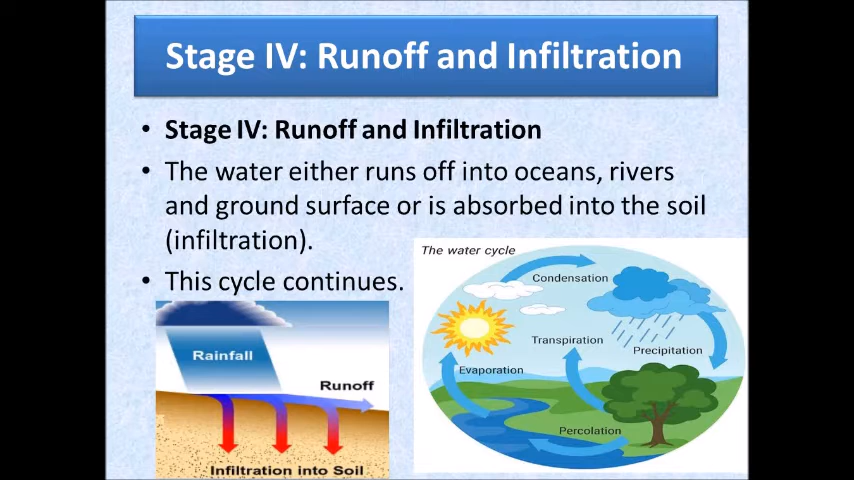 Stage IV: Runoff and Infiltration
• Stage IV: Runoff and Infiltration
• The water either runs off into oceans, rivers
and ground surface or is absorbed into the soil
(infiltration).
• This cycle continues.
Rainfall
Runoff
Infiltration into Soil
The water cycle
Condensation
Transpiration
Precipitation
Evaporation
Percolation